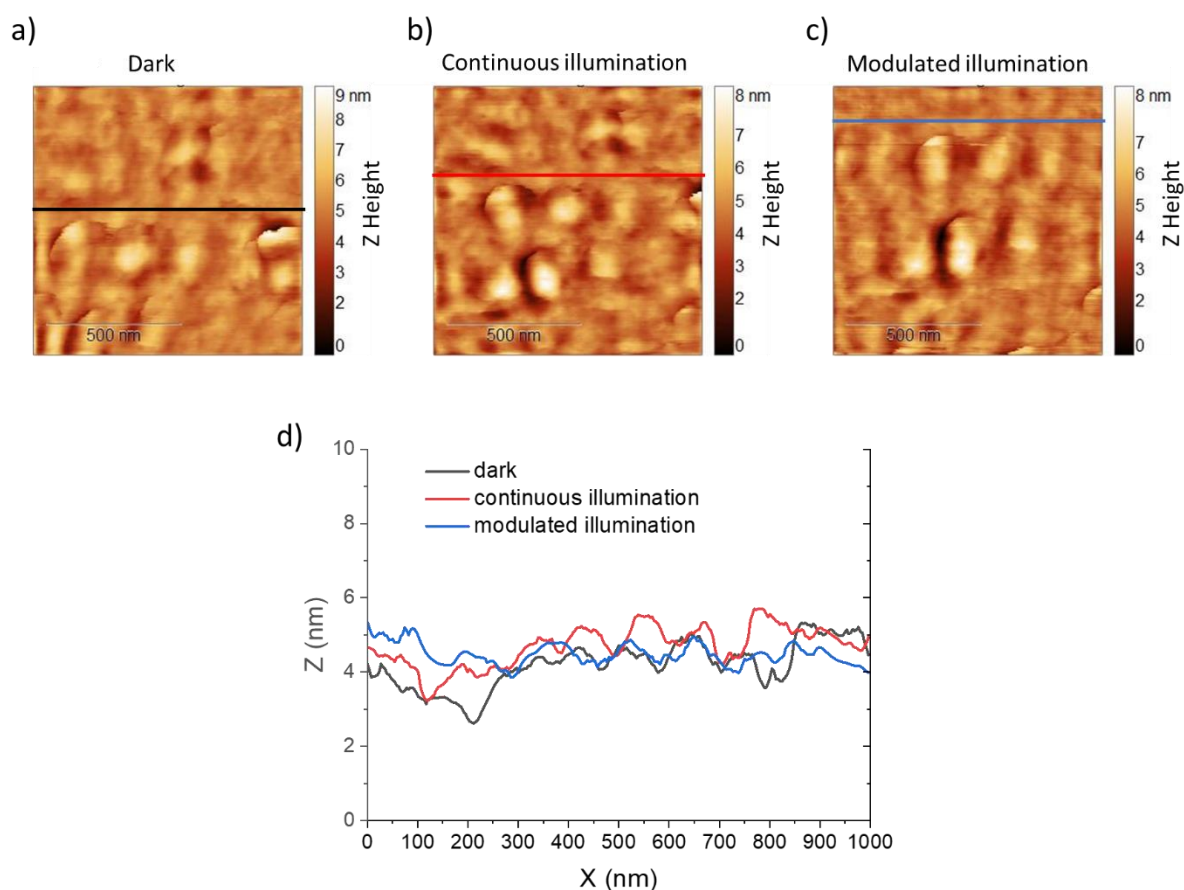 a)
Dark
9 nm
8
7
6
5
4
3
2
1
0
Z Height
500 nm
b)
Continuous illumination
8 nm
7
6
5
4
3
2
1
0
Z Height
500 nm
c)
Modulated illumination
8 nm
7
6
5
4
3
2
1
0
Z Height
500 nm
d)
dark
continuous illumination
modulated illumination
10
8
6
4
2
0
Z (nm)
0 100 200 300 400 500 600 700 800 900 1000
X (nm)